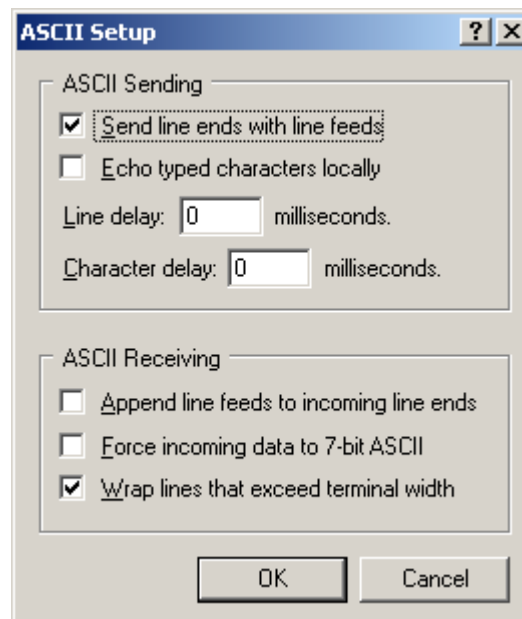 ASCII Setup
ASCII Sending
Send line ends with line feeds
Echo typed characters locally
Line delay: 0 milliseconds.
Character delay: 0 milliseconds.
ASCII Receiving
Append line feeds to incoming line ends
Force incoming data to 7-bit ASCII
Wrap lines that exceed terminal width
OK Cancel